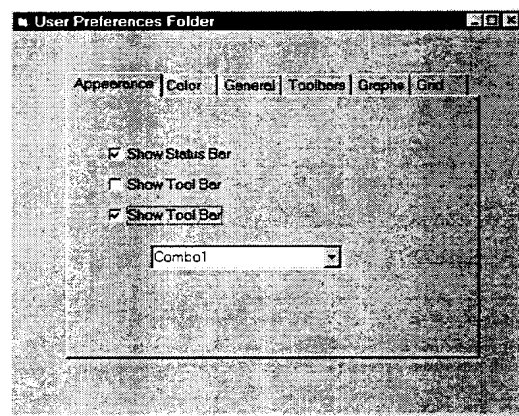 User Preferences Folder
Appearance Color General Toolbars Graphs Grid
Show Status Bar
Show Tool Bar
Show Tool Bar
Combo1